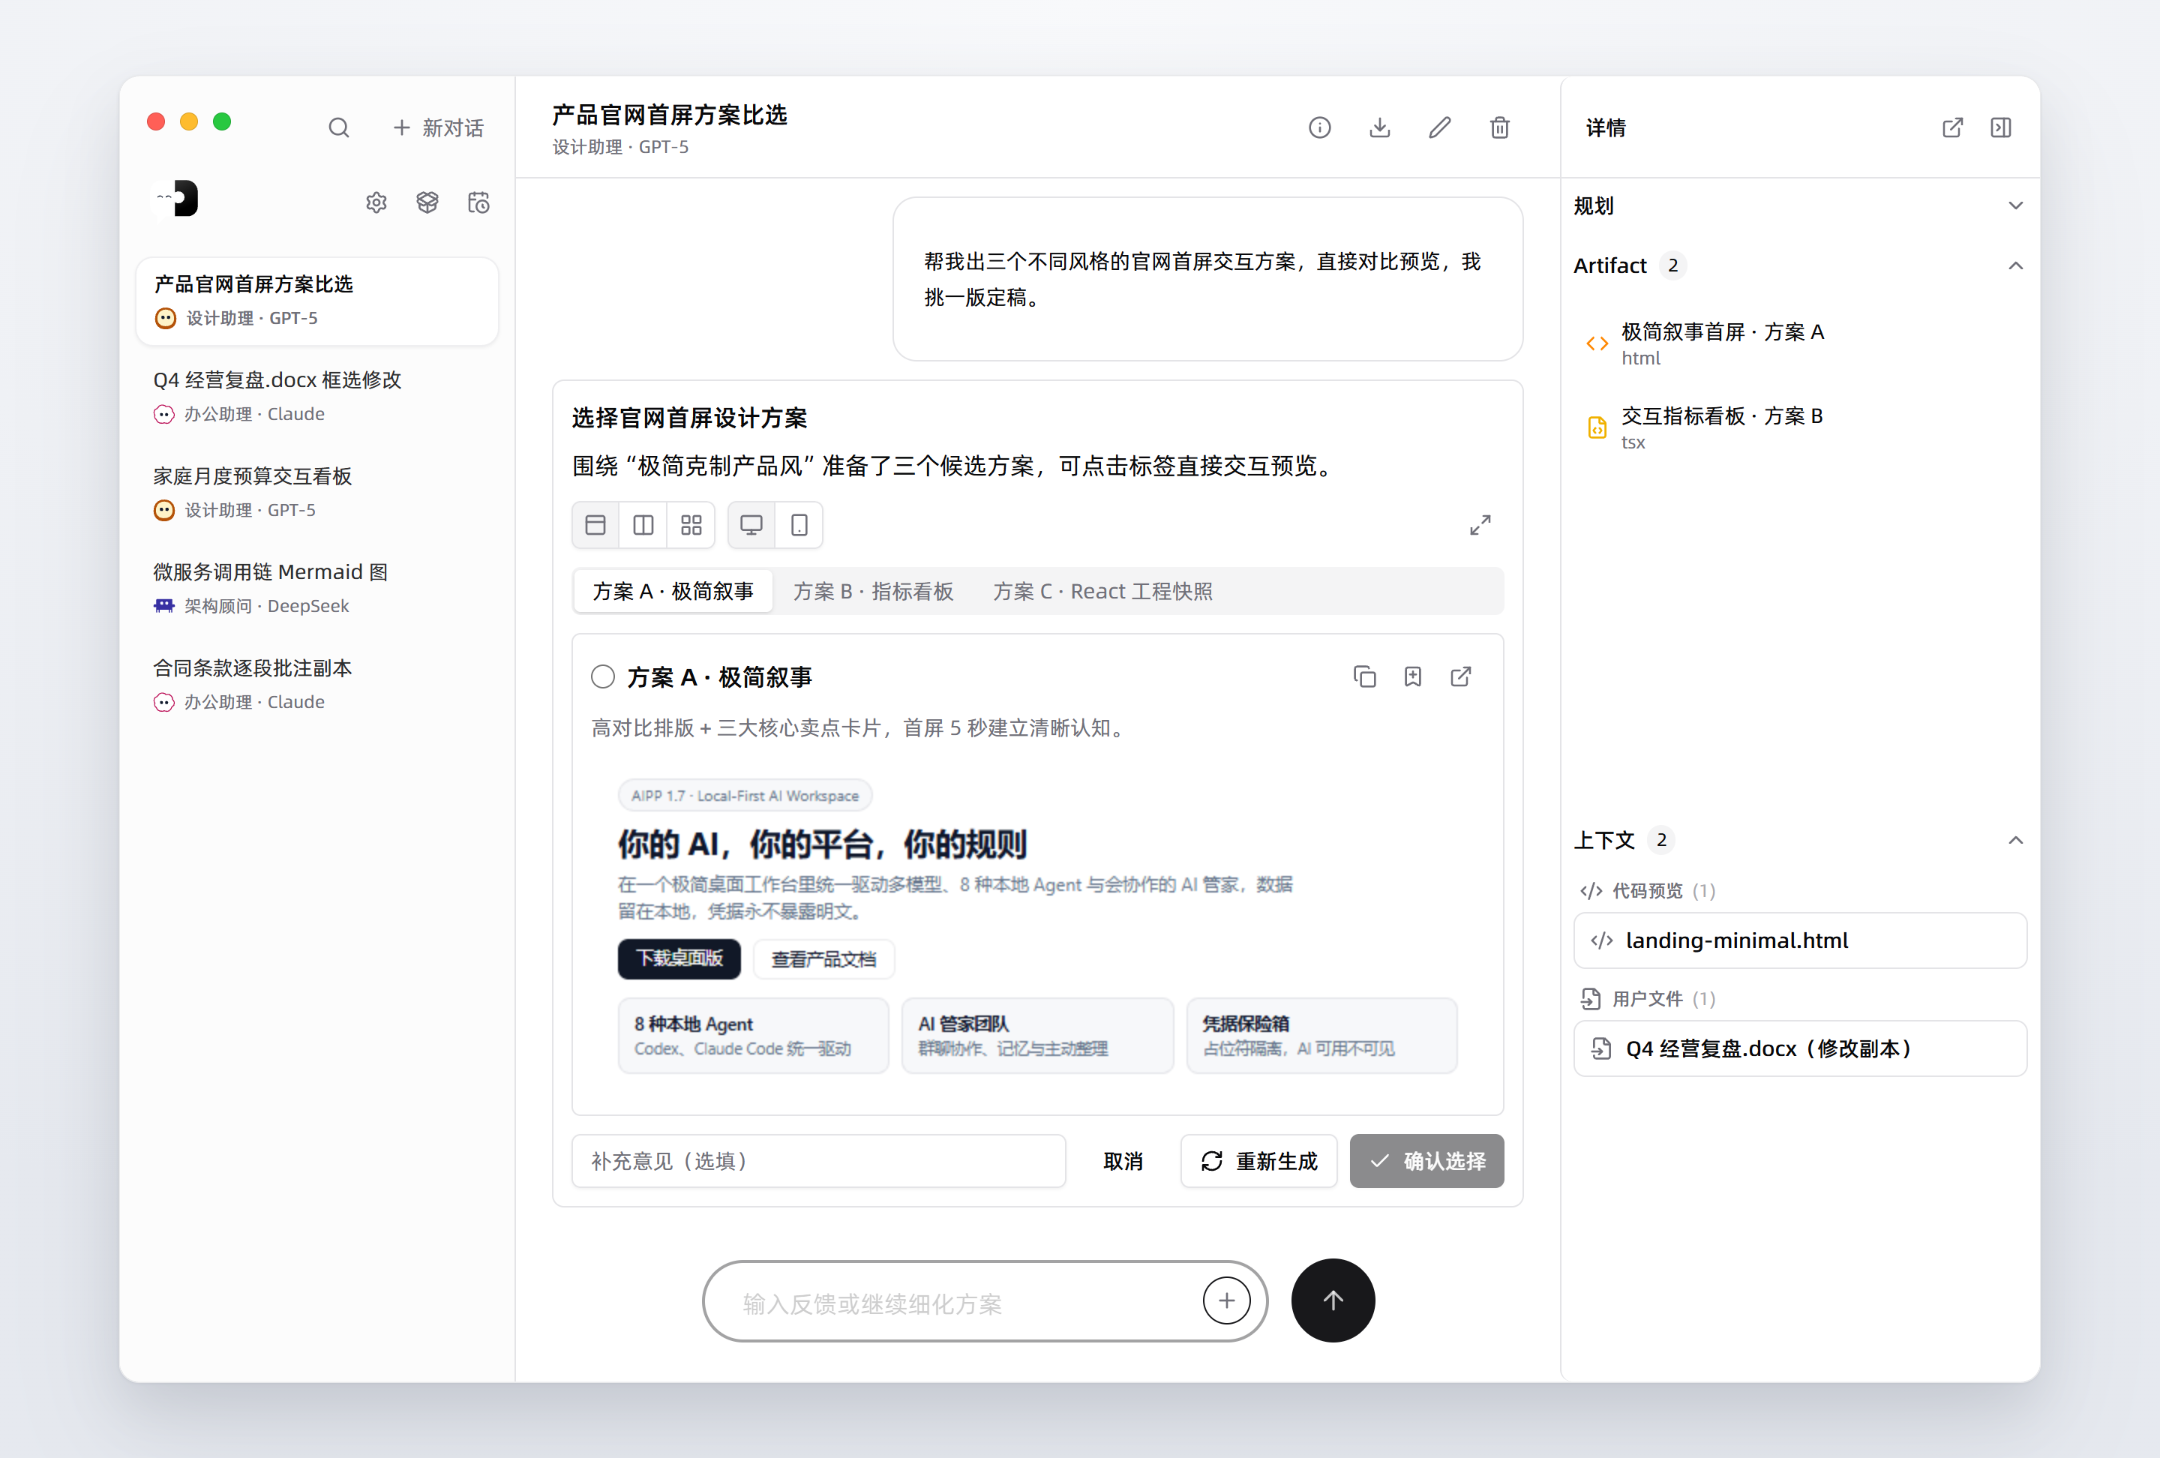 新对话
产品官网首屏方案比选
设计助理 · GPT-5
Q4 经营复盘.docx 框选修改
办公助理 · Claude
家庭月度预算交互看板
设计助理 · GPT-5
微服务调用链 Mermaid 图
架构顾问 · DeepSeek
合同条款逐段批注副本
办公助理 · Claude
产品官网首屏方案比选
设计助理 · GPT-5
帮我出三个不同风格的官网首屏交互方案，直接对比预览，我
挑一版定稿。
选择官网首屏设计方案
围绕“极简克制产品风”准备了三个候选方案，可点击标签直接交互预览。
方案 A · 极简叙事
方案 B · 指标看板
方案 C · React 工程快照
方案 A · 极简叙事
高对比排版 + 三大核心卖点卡片，首屏 5 秒建立清晰认知。
AIPP 1.7 · Local-First AI Workspace
你的 AI，你的平台，你的规则
在一个极简桌面工作台里统一驱动多模型、8 种本地 Agent 与会协作的 AI 管家，数据
留在本地，凭据永不暴露明文。
下载桌面版
查看产品文档
8 种本地 Agent
Codex、Claude Code 统一驱动
AI 管家团队
群聊协作、记忆与主动整理
凭据保险箱
占位符隔离，AI 可用不可见
补充意见（选填）
取消
重新生成
确认选择
输入反馈或继续细化方案
详情
规划
Artifact 2
极简叙事首屏 · 方案 A
html
交互指标看板 · 方案 B
tsx
上下文 2
代码预览 (1)
landing-minimal.html
用户文件 (1)
Q4 经营复盘.docx（修改副本）